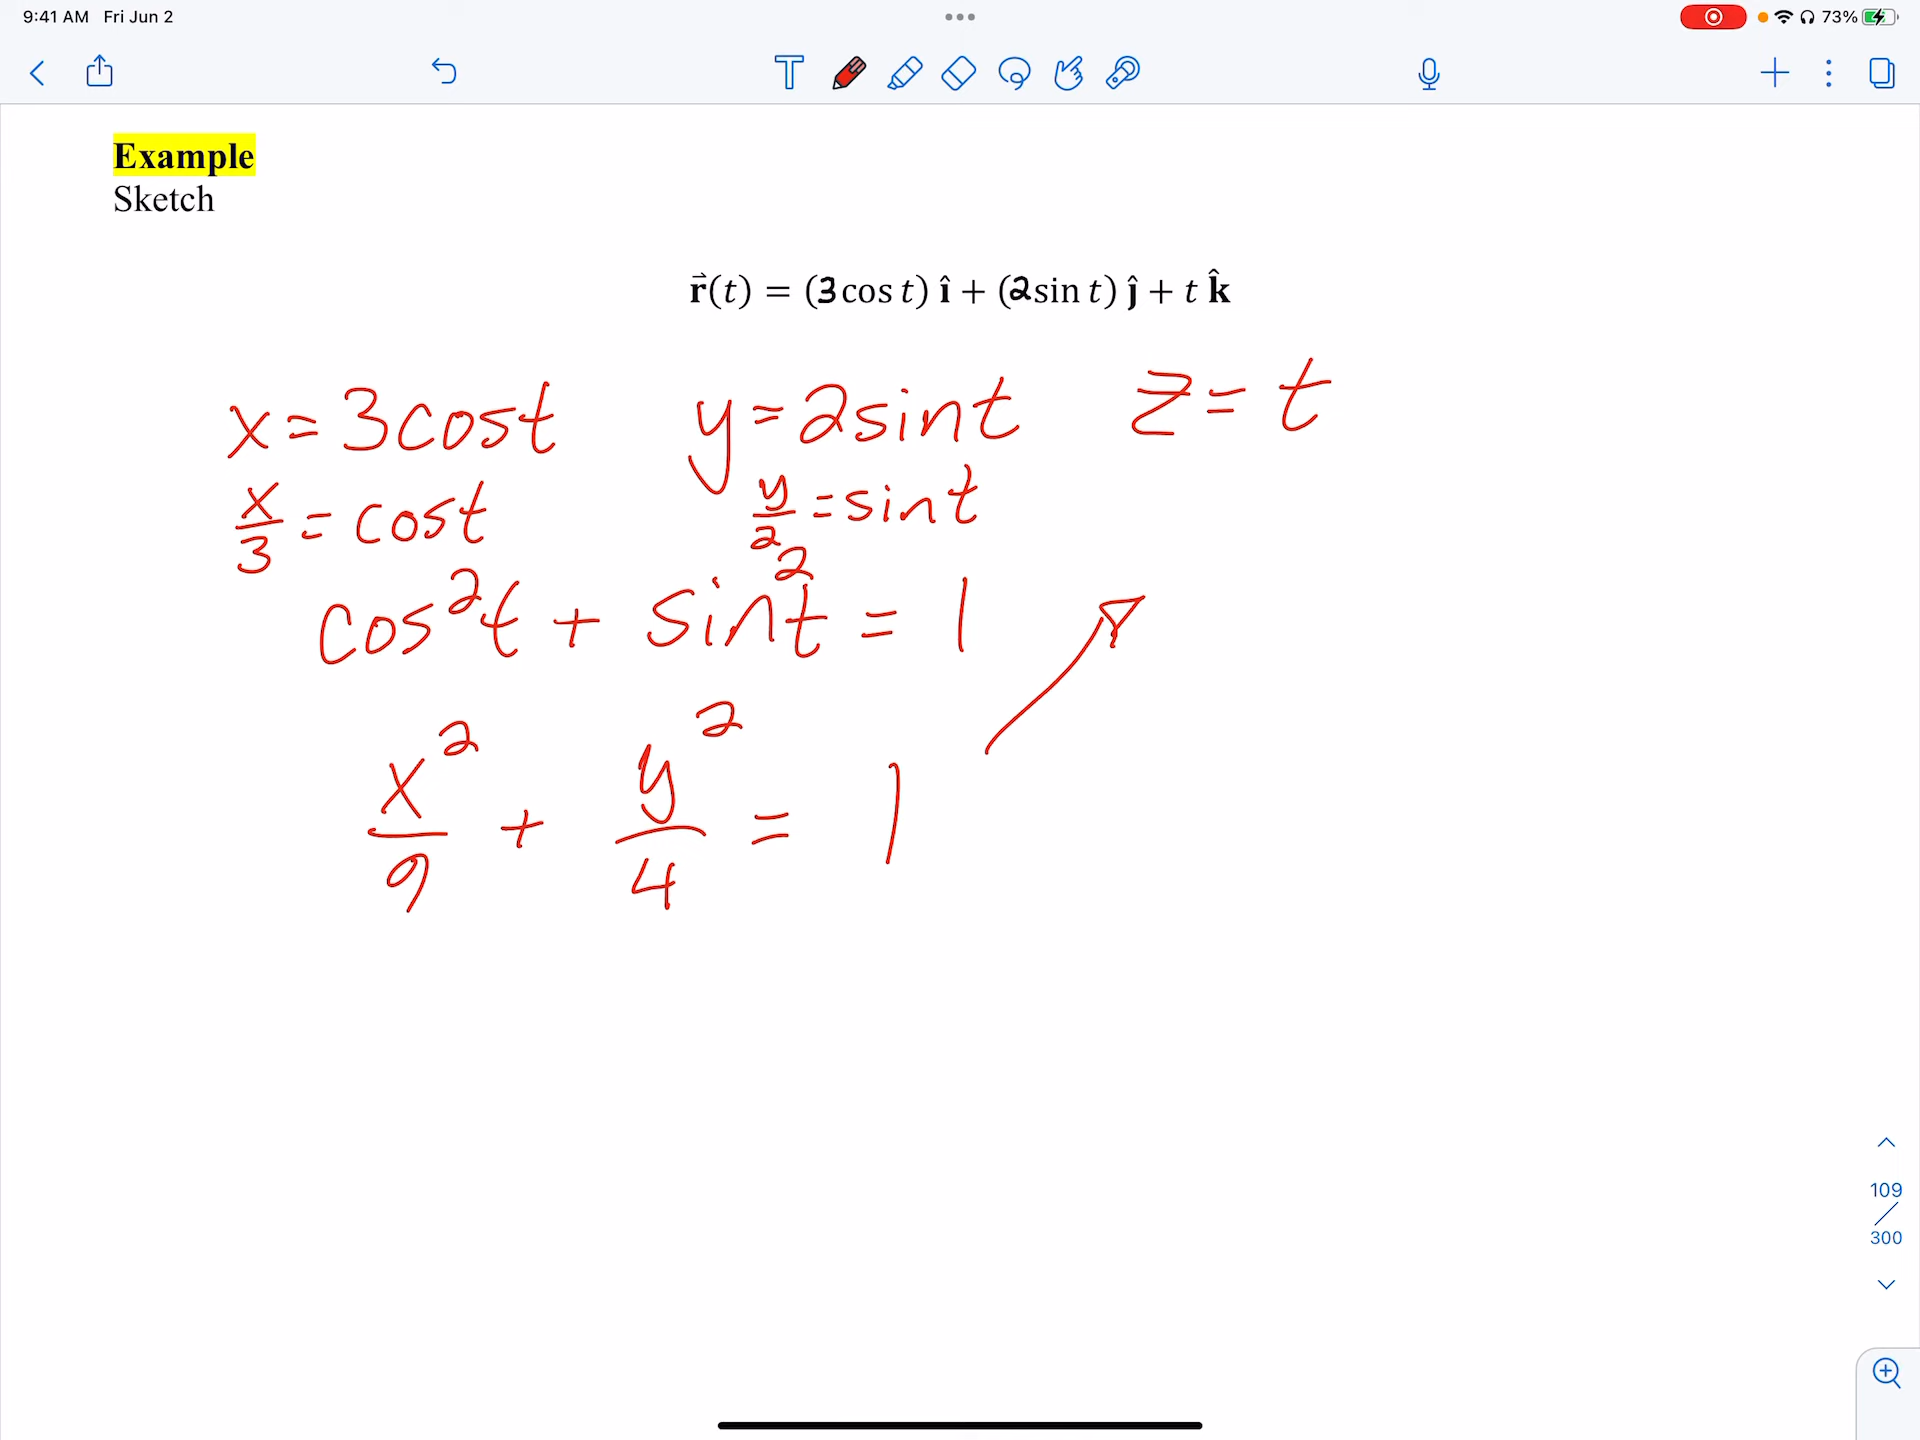 9:41 AM Fri Jun 2
73%
Example
Sketch
r⃗(t) = (3cos t) î + (2sin t) ĵ + t k̂
x = 3cost y = 2sint z = t
x/3 = cost y/2 = sint
cos²t + sin²t = 1
x²/9 + y²/4 = 1
109
/
300